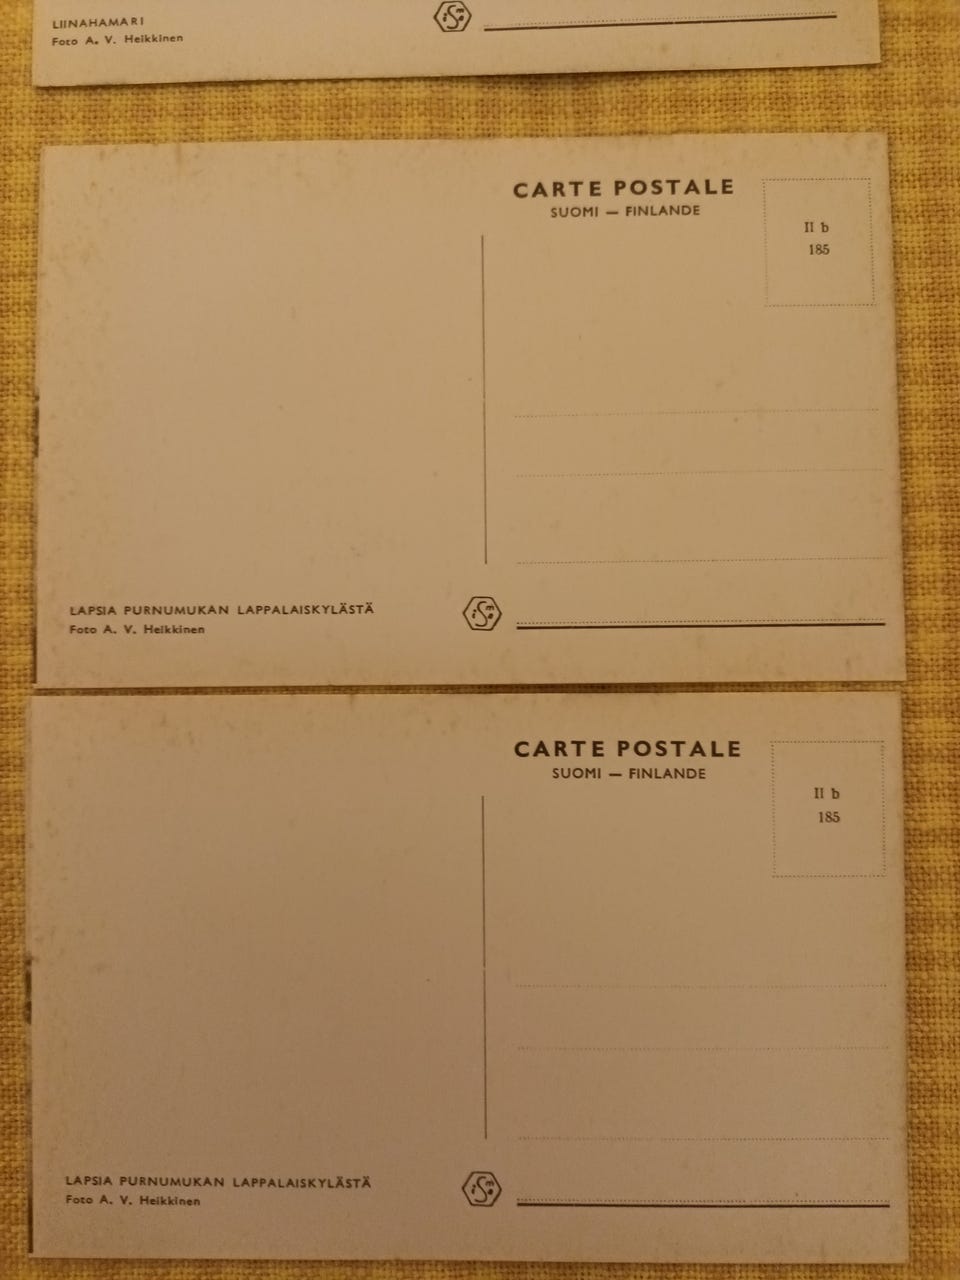 LIINAHAMARI
Foto A. V. Heikkinen
CARTE POSTALE
SUOMI — FINLANDE
II b
185
LAPSIA PURNUMUKAN LAPPALAISKYLÄSTÄ
Foto A. V. Heikkinen
CARTE POSTALE
SUOMI — FINLANDE
II b
185
LAPSIA PURNUMUKAN LAPPALAISKYLÄSTÄ
Foto A. V. Heikkinen